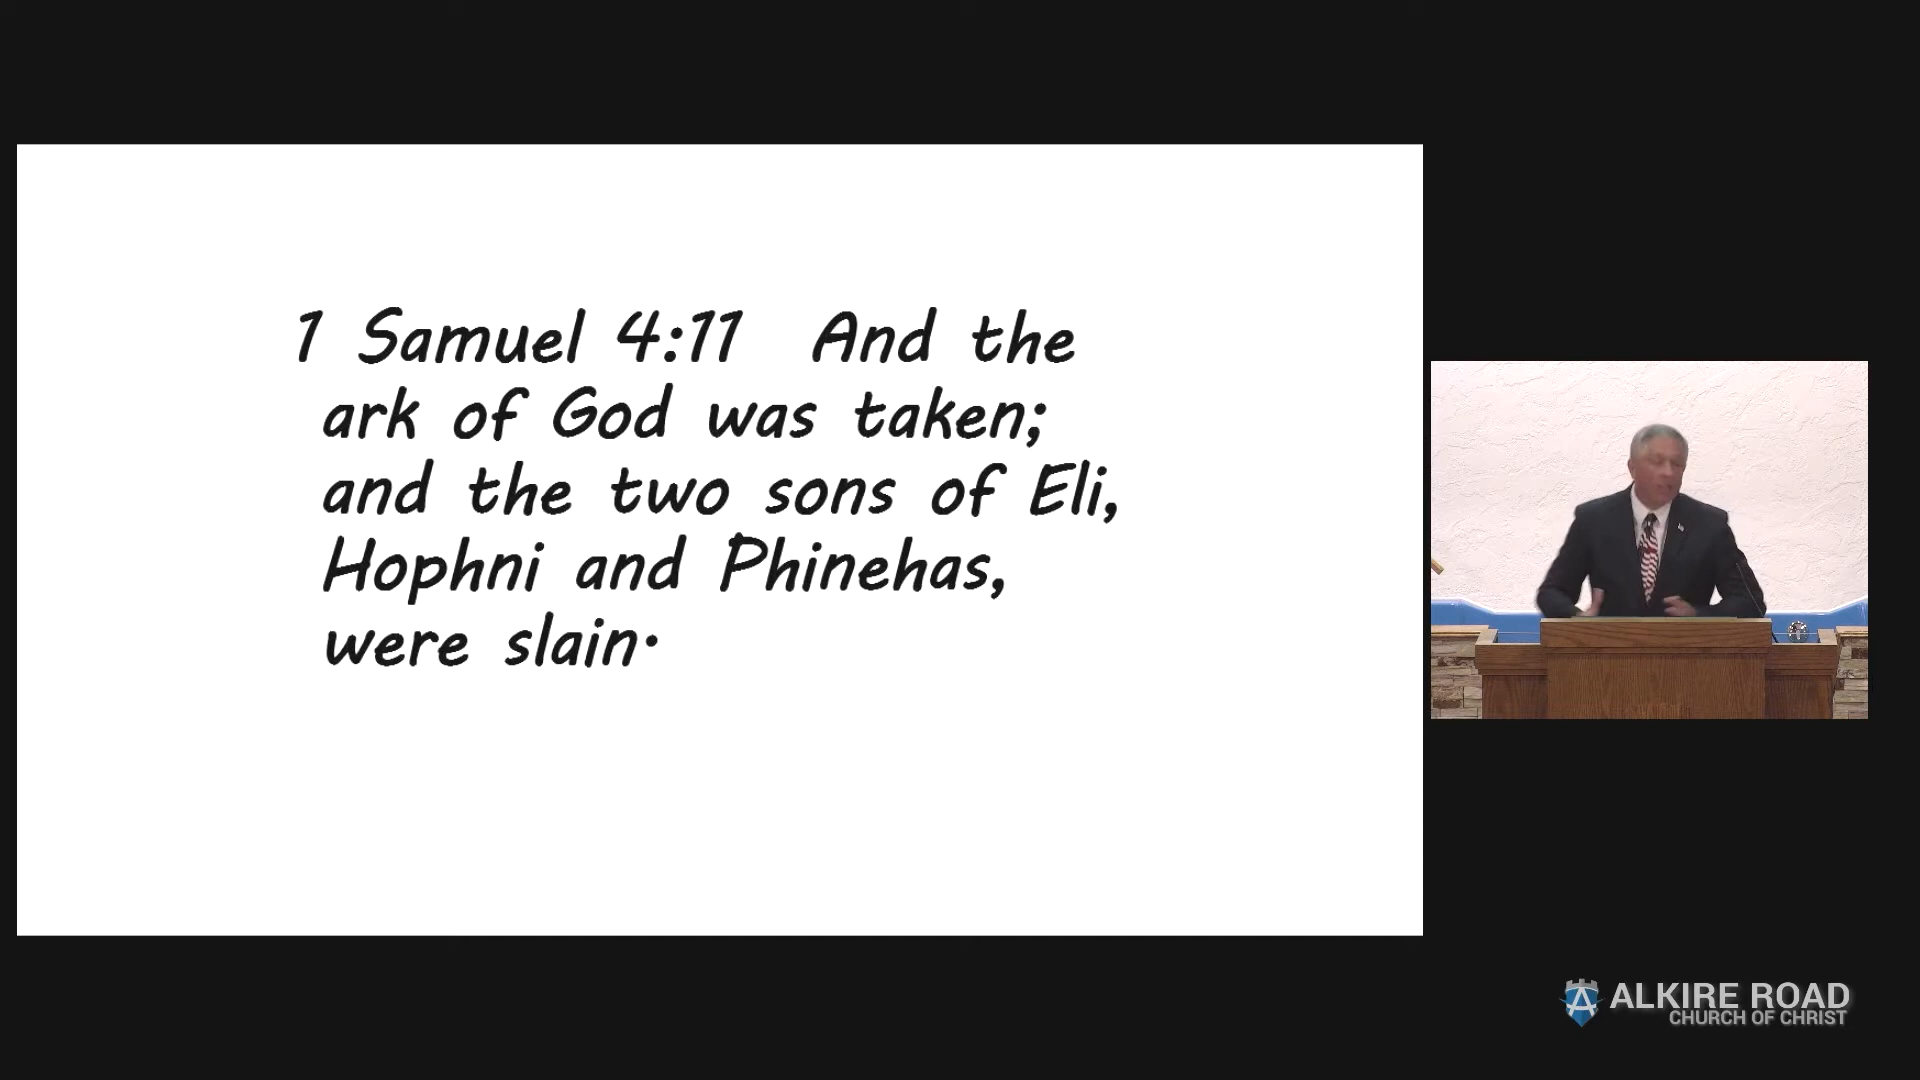 1 Samuel 4:11 And the
ark of God was taken;
and the two sons of Eli,
Hophni and Phinehas,
were slain.
ALKIRE ROAD
CHURCH OF CHRIST